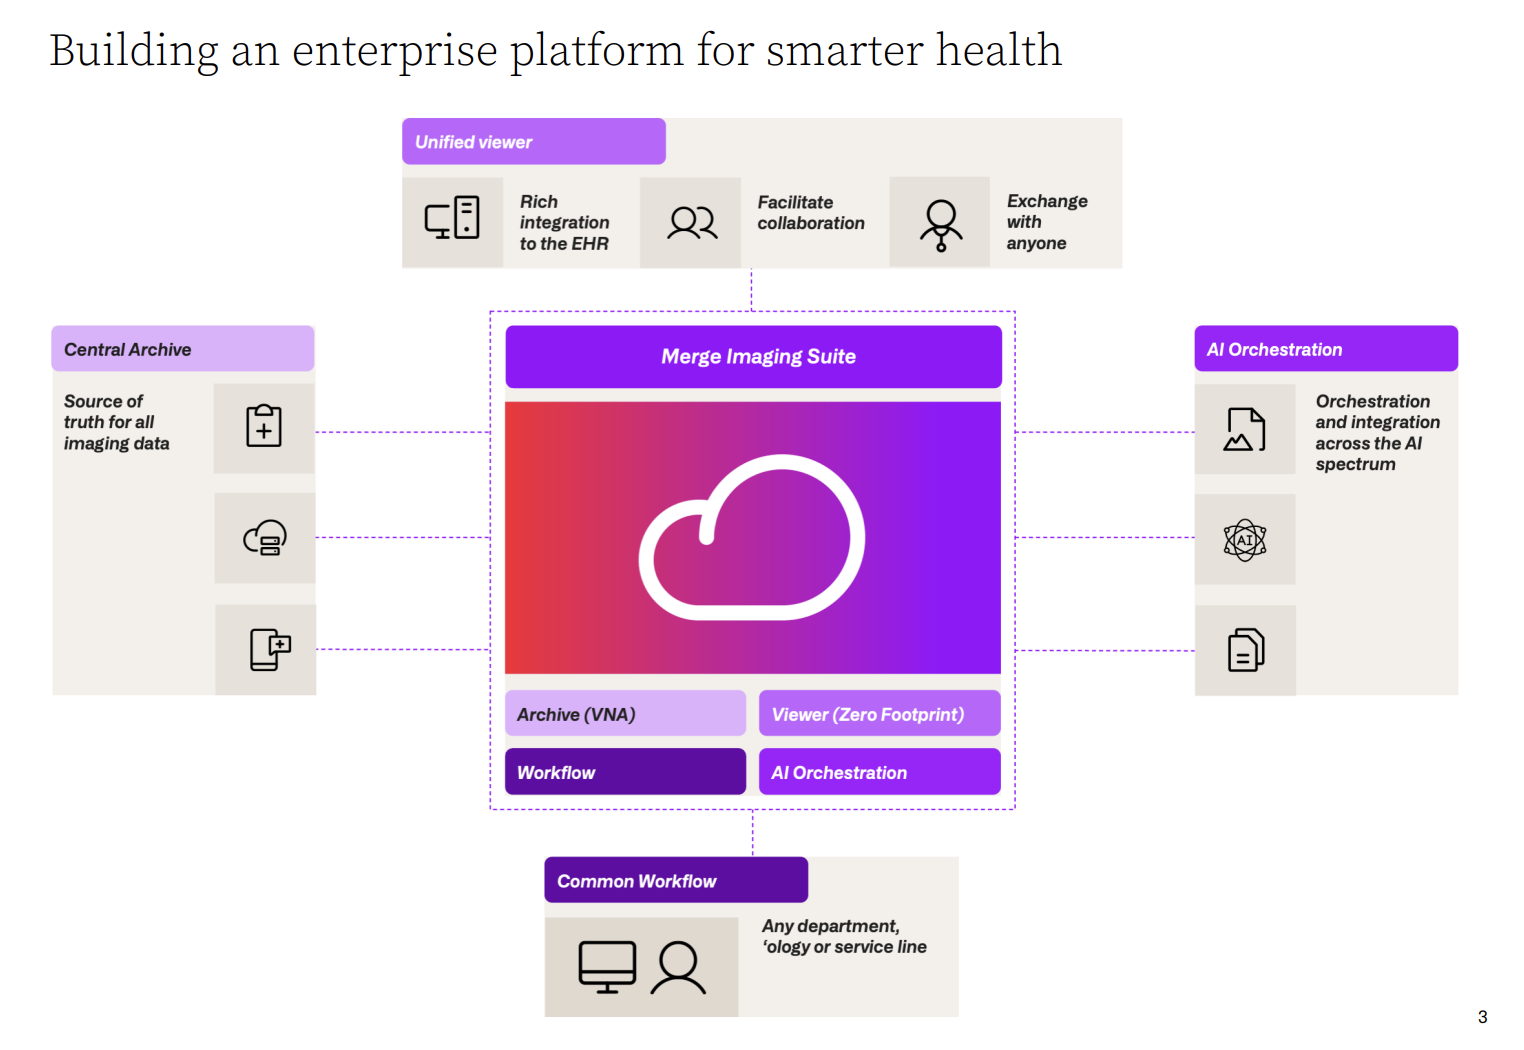 Building an enterprise platform for smarter health
Unified viewer
Rich
integration
to the EHR
Facilitate
collaboration
Exchange
with
anyone
Central Archive
Source of
truth for all
imaging data
Merge Imaging Suite
AI Orchestration
Orchestration
and integration
across the AI
spectrum
AI
Archive (VNA)
Viewer (Zero Footprint)
Workflow
AI Orchestration
Common Workflow
Any department,
‘ology or service line
3